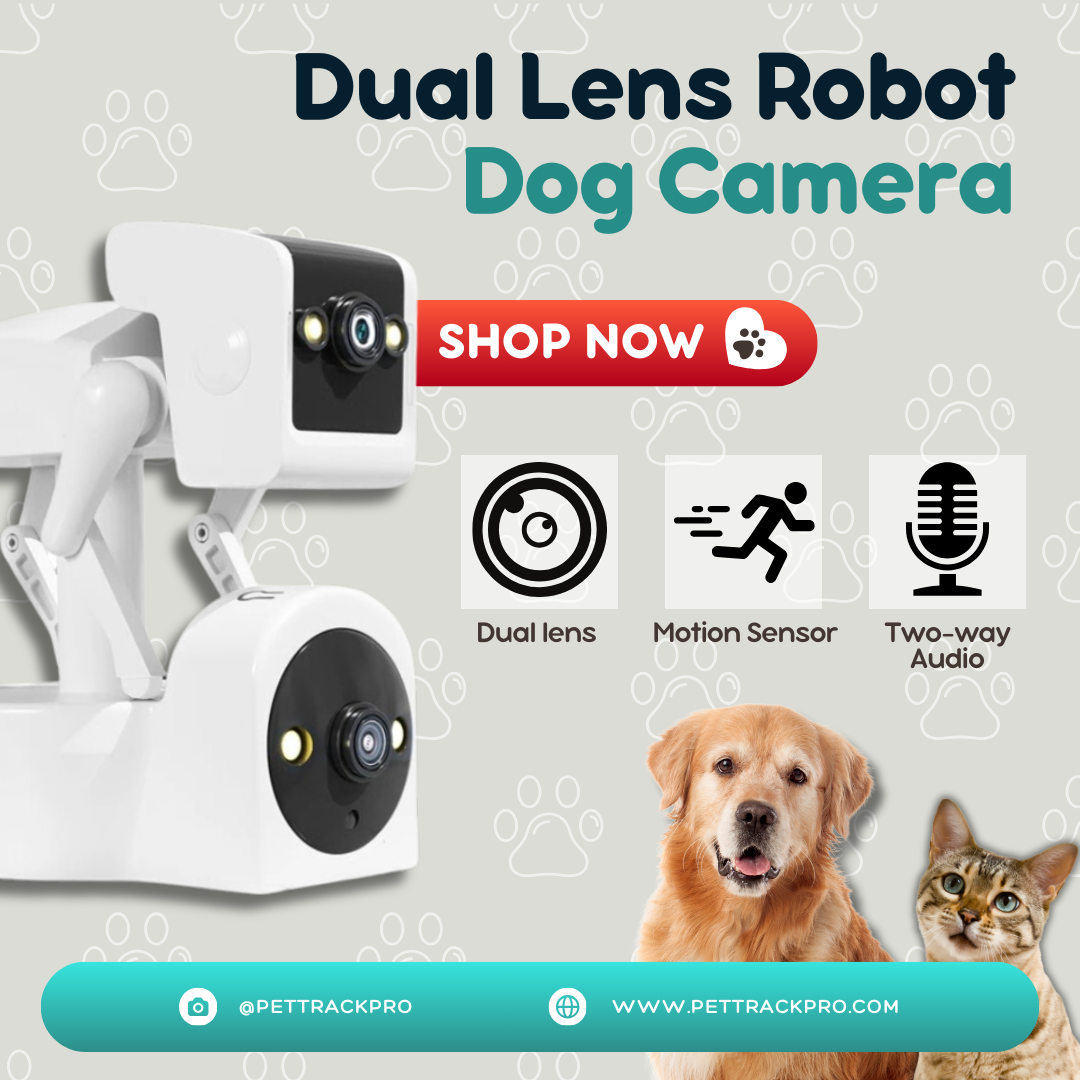 Dual Lens Robot
Dog Camera
SHOP NOW
Dual lens
Motion Sensor
Two-way
Audio
@PETTRACKPRO
WWW.PETTRACKPRO.COM